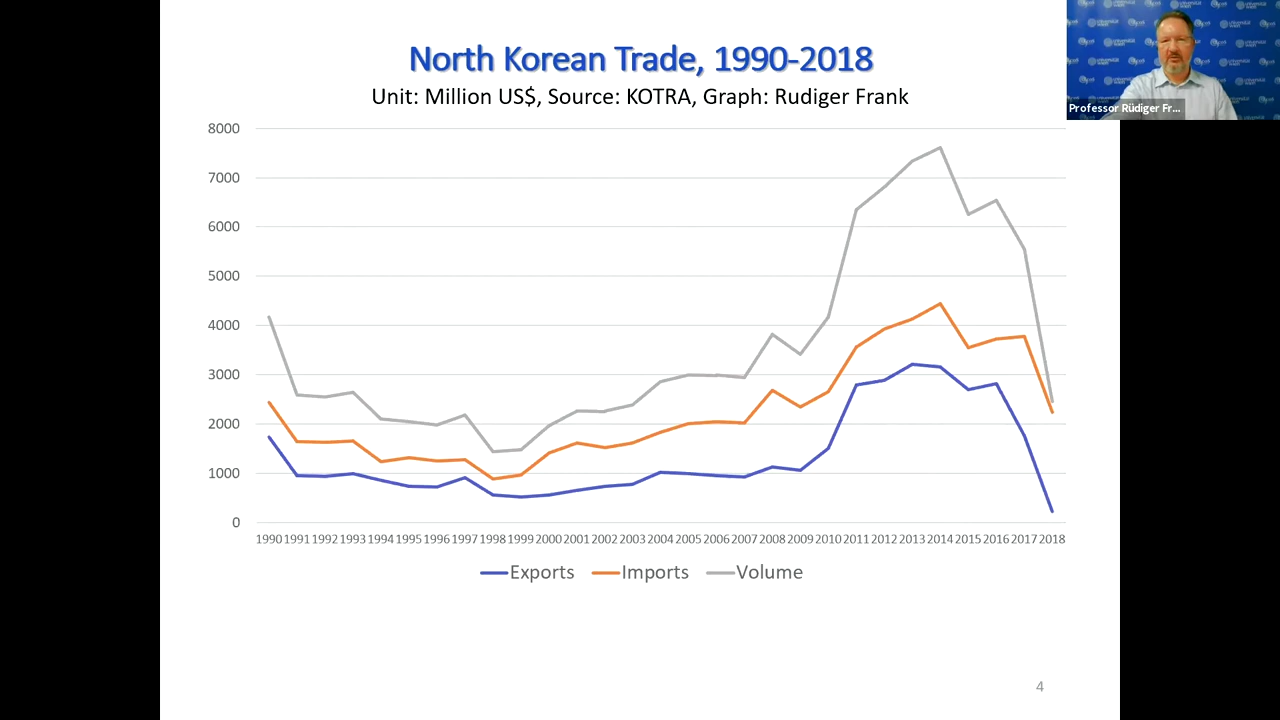 North Korean Trade, 1990-2018
Unit: Million US$, Source: KOTRA, Graph: Rudiger Frank
Professor Rüdiger Fr...
8000
7000
6000
5000
4000
3000
2000
1000
0
1990 1991 1992 1993 1994 1995 1996 1997 1998 1999 2000 2001 2002 2003 2004 2005 2006 2007 2008 2009 2010 2011 2012 2013 2014 2015 2016 2017 2018
Exports Imports Volume
4